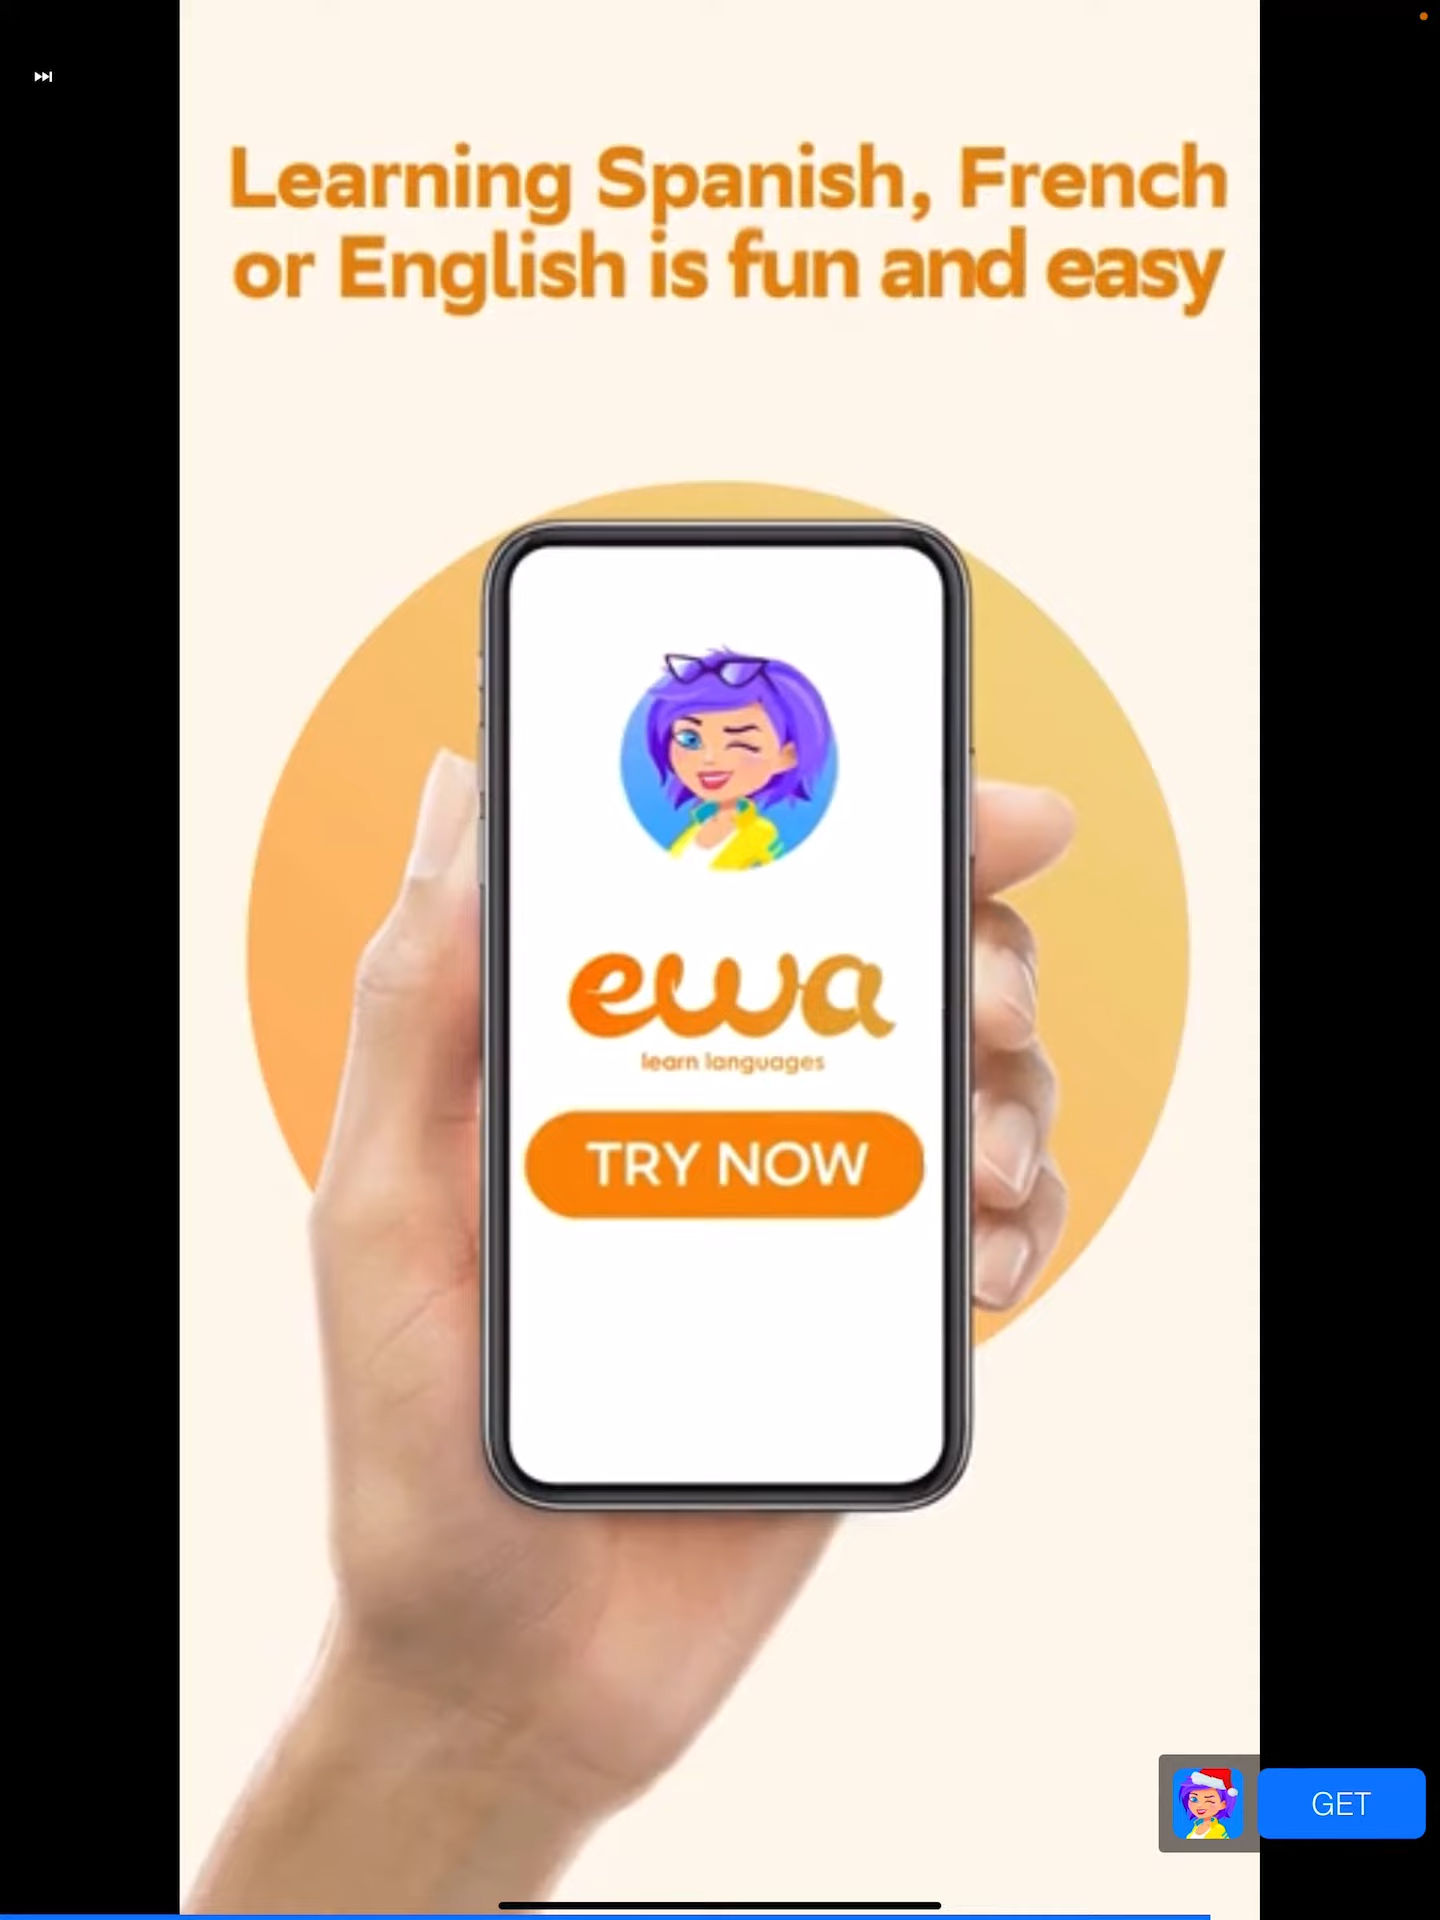 Learning Spanish, French
or English is fun and easy
ewa
learn languages
TRY NOW
GET